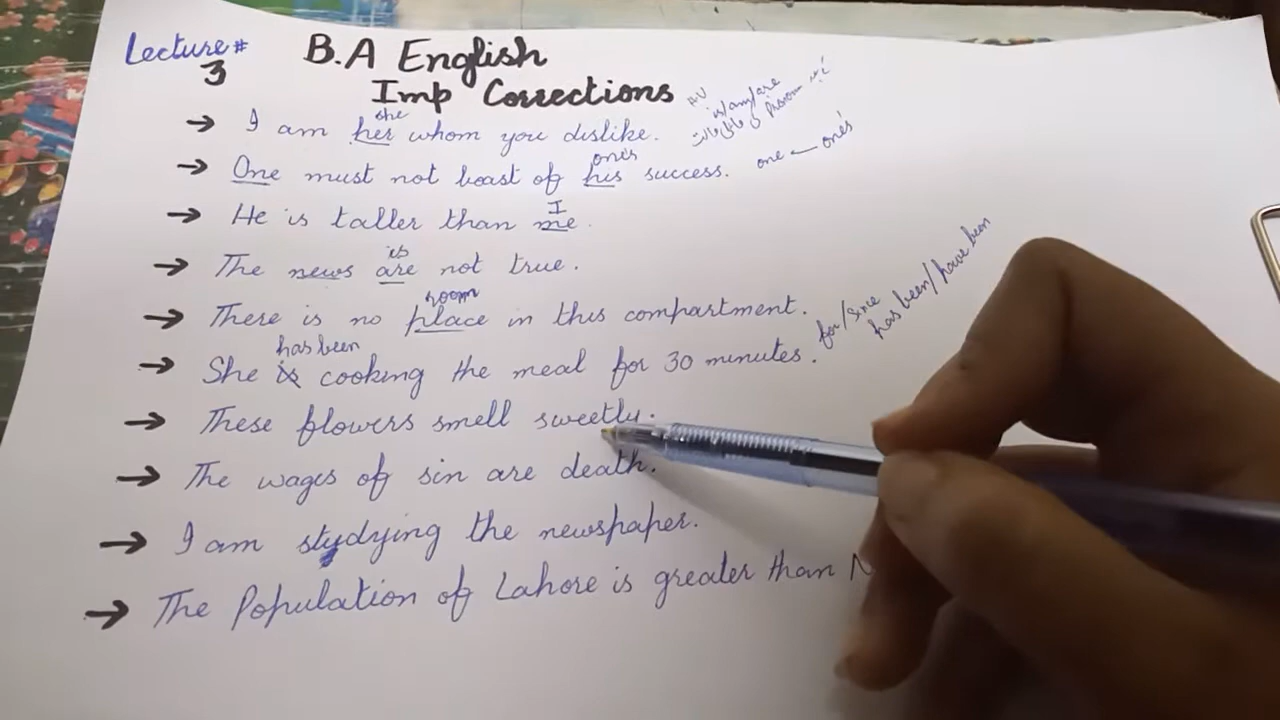 Lecture # 3
B.A English
Imp Corrections
→ I am her whom you dislike.
she
H.V
is/am/are
→ One must not boast of his success.
one's
one ← one's
→ He is taller than me.
I
→ The news are not true.
is
→ There is no place in this compartment.
room
→ She is cooking the meal for 30 minutes.
has been
for/since
has been/have been
→ These flowers smell sweetly.
→ The wages of sin are death.
→ I am studying the newspaper.
→ The Population of Lahore is greater than